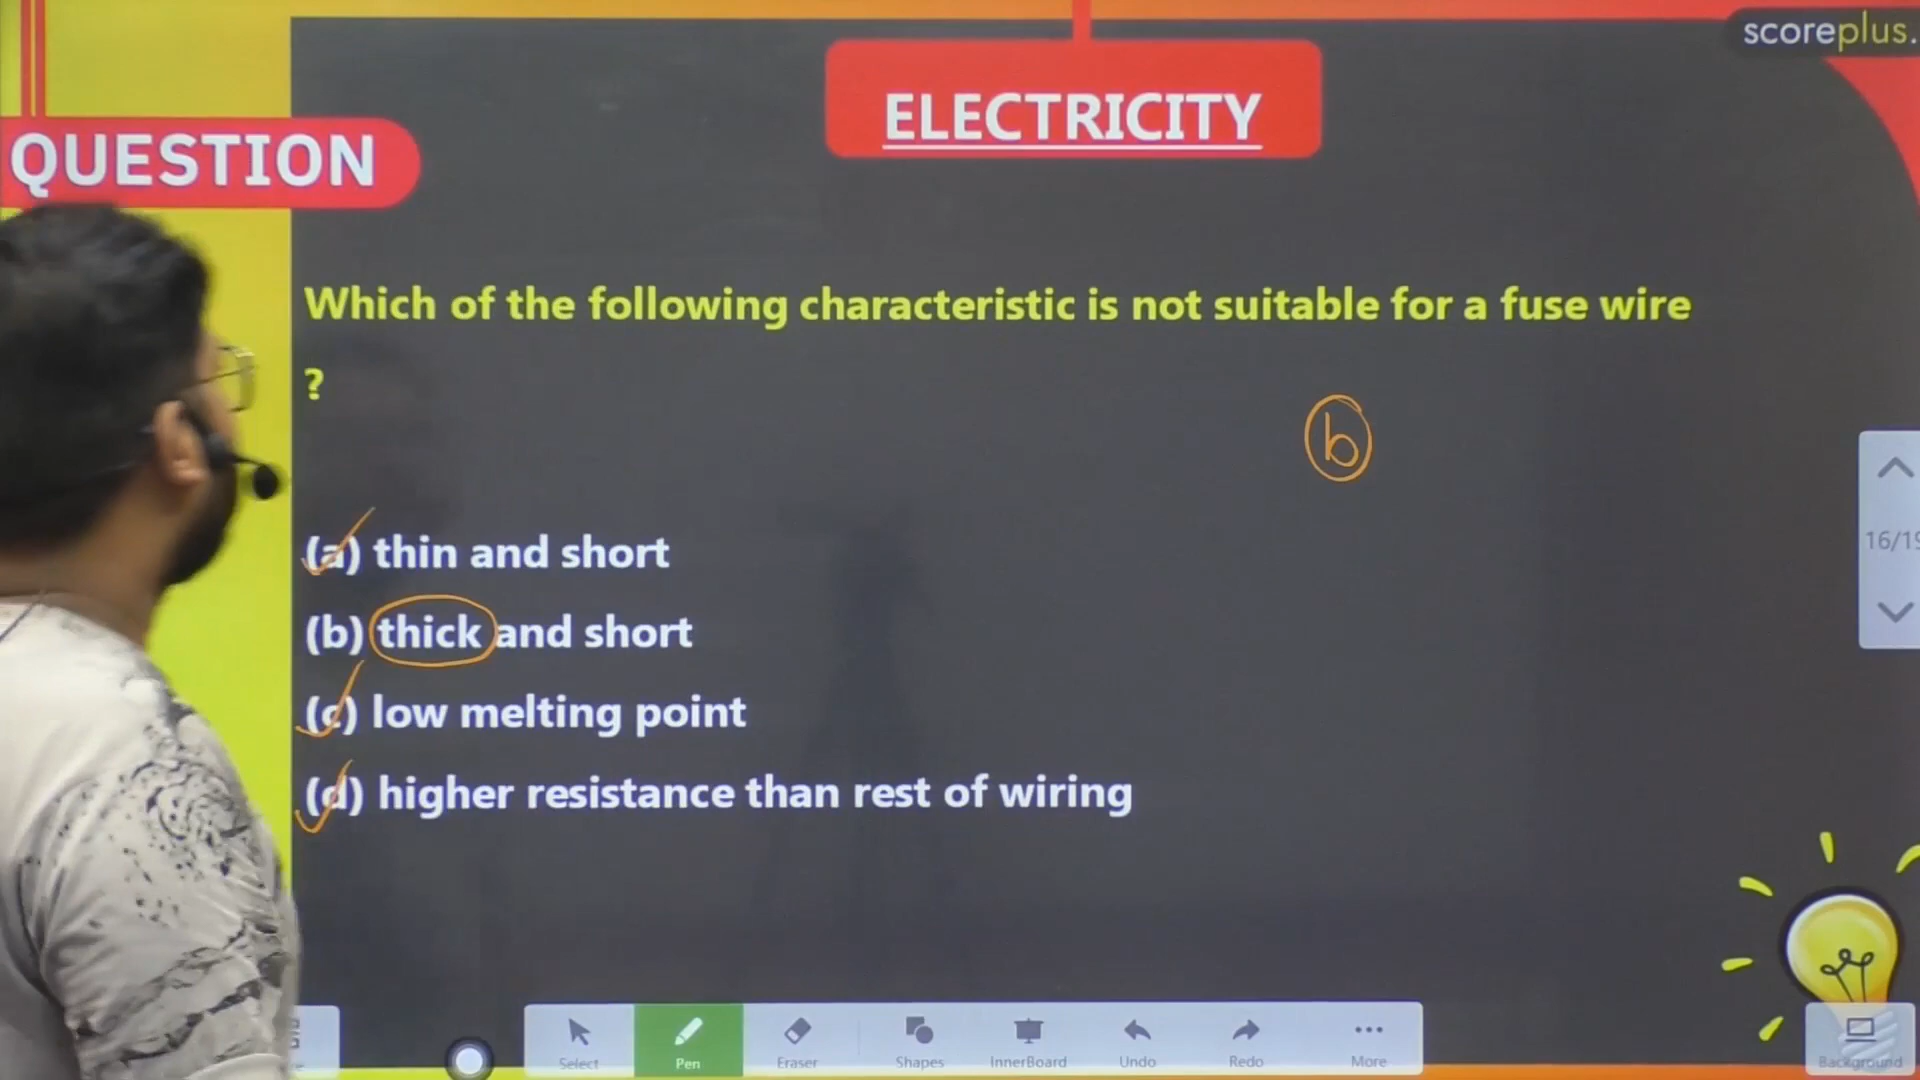 scoreplus.
ELECTRICITY
QUESTION
Which of the following characteristic is not suitable for a fuse wire
?
b
(a) thin and short
(b) thick and short
(c) low melting point
(d) higher resistance than rest of wiring
16/19
Select
Pen
Eraser
Shapes
InnerBoard
Undo
Redo
More
Background